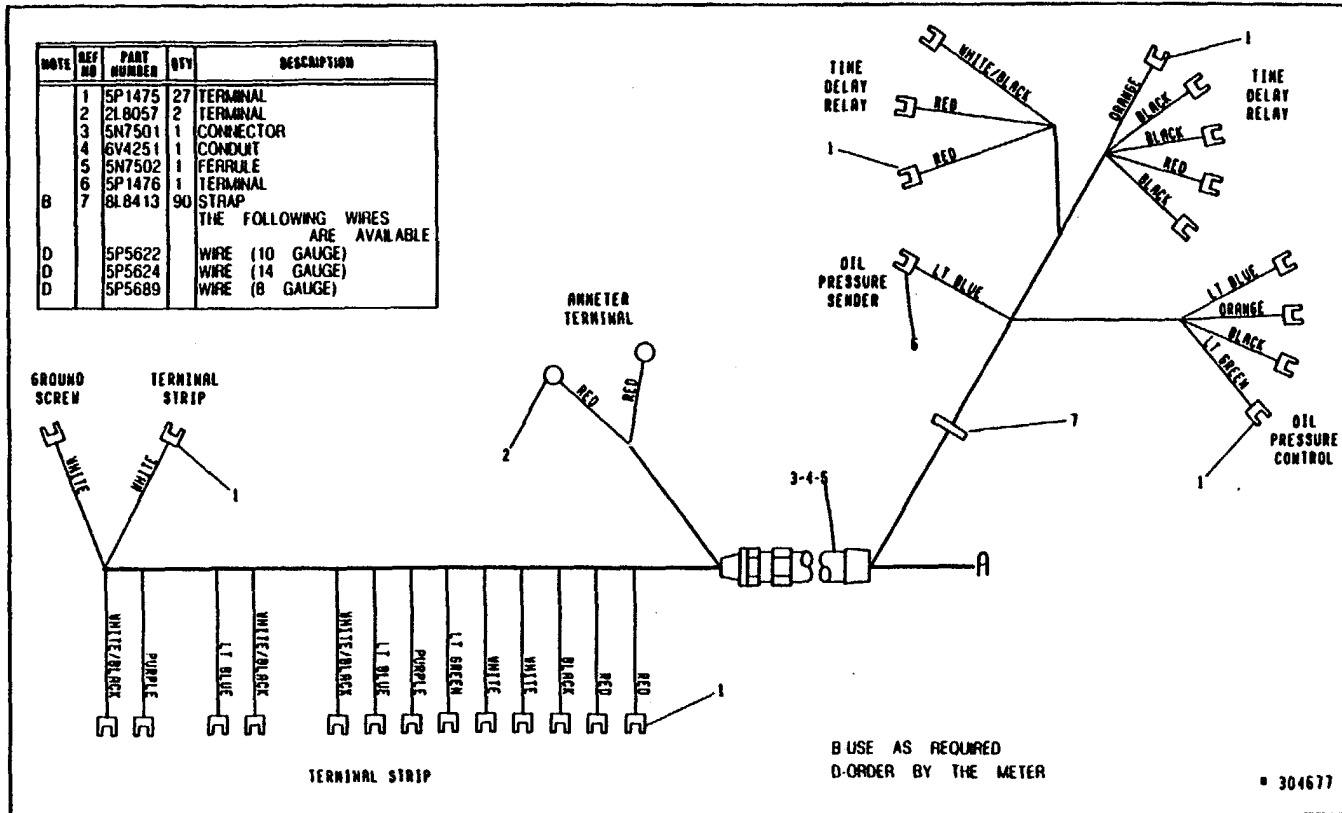 NOTE REF NO PART NUMBER QTY DESCRIPTION
1 5P1475 27 TERMINAL
2 2L8057 2 TERMINAL
3 5N7501 1 CONNECTOR
4 6V4251 1 CONDUIT
5 5N7502 1 FERRULE
6 5P1476 1 TERMINAL
B 7 8L8413 90 STRAP
THE FOLLOWING WIRES
ARE AVAILABLE
D 5P5622 WIRE (10 GAUGE)
D 5P5624 WIRE (14 GAUGE)
D 5P5689 WIRE (8 GAUGE)
TIME
DELAY
RELAY
WHITE/BLACK
RED
RED
1
ORANGE
BLACK
BLACK
RED
BLACK
1
TIME
DELAY
RELAY
OIL
PRESSURE
SENDER
LT BLUE
6
LT BLUE
ORANGE
BLACK
LT GREEN
1
OIL
PRESSURE
CONTROL
7
AMMETER
TERMINAL
RED
RED
2
GROUND
SCREW
TERMINAL
STRIP
WHITE
WHITE
1
3-4-5
A
WHITE/BLACK
PURPLE
LT BLUE
WHITE/BLACK
WHITE/BLACK
LT BLUE
PURPLE
LT GREEN
WHITE
WHITE
BLACK
RED
RED
1
TERMINAL STRIP
B-USE AS REQUIRED
D-ORDER BY THE METER
304677